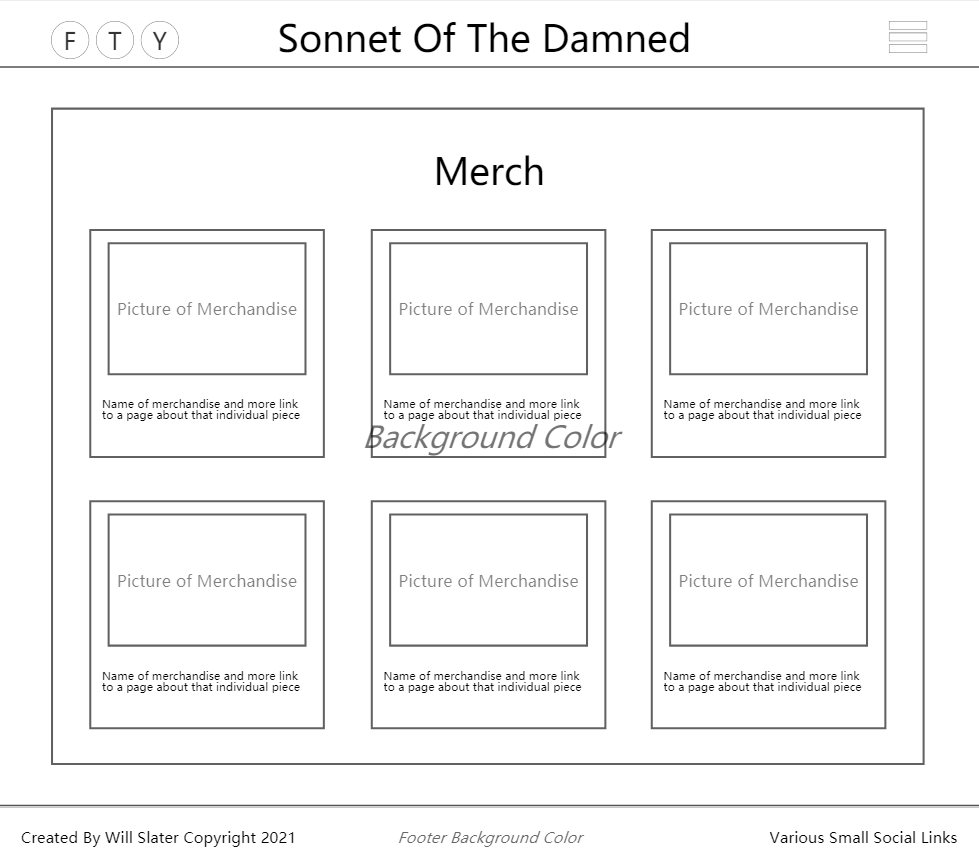 F T Y
Sonnet Of The Damned
Merch
Picture of Merchandise
Name of merchandise and more link
to a page about that individual piece
Picture of Merchandise
Name of merchandise and more link
to a page about that individual piece
Picture of Merchandise
Name of merchandise and more link
to a page about that individual piece
Background Color
Picture of Merchandise
Name of merchandise and more link
to a page about that individual piece
Picture of Merchandise
Name of merchandise and more link
to a page about that individual piece
Picture of Merchandise
Name of merchandise and more link
to a page about that individual piece
Created By Will Slater Copyright 2021
Footer Background Color
Various Small Social Links